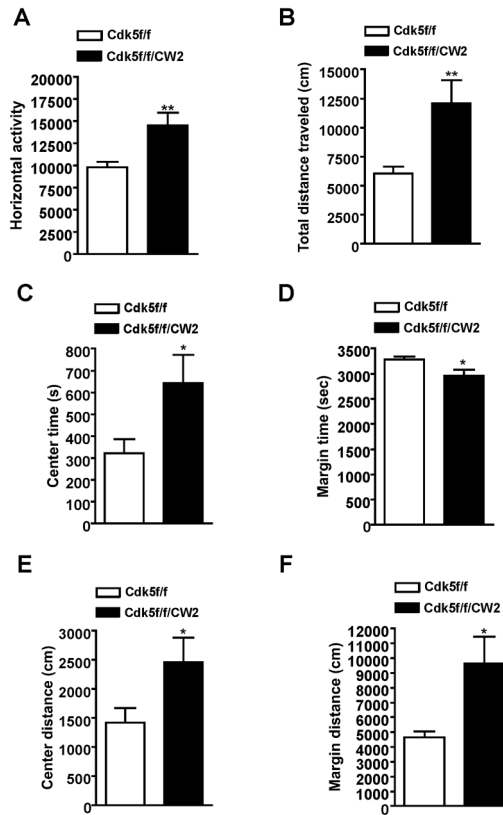 A
Cdk5f/f
Cdk5f/f/CW2
Horizontal activity
20000
17500
15000
12500
10000
7500
5000
2500
0
**
B
Cdk5f/f
Cdk5f/f/CW2
Total distance traveled (cm)
15000
12500
10000
7500
5000
2500
0
**
C
Cdk5f/f
Cdk5f/f/CW2
Center time (s)
800
700
600
500
400
300
200
100
0
*
D
Cdk5f/f
Cdk5f/f/CW2
Margin time (sec)
3500
3000
2500
2000
1500
1000
500
0
*
E
Cdk5f/f
Cdk5f/f/CW2
Center distance (cm)
3000
2500
2000
1500
1000
500
0
*
F
Cdk5f/f
Cdk5f/f/CW2
Margin distance (cm)
12000
11000
10000
9000
8000
7000
6000
5000
4000
3000
2000
1000
0
*